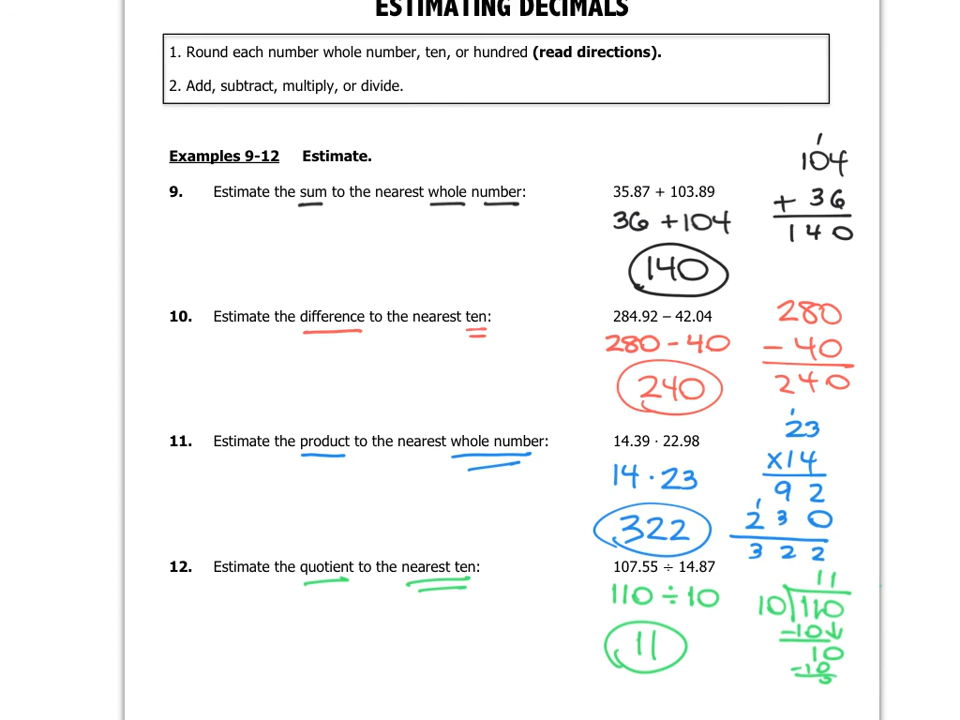 ESTIMATING DECIMALS
1. Round each number whole number, ten, or hundred (read directions).
2. Add, subtract, multiply, or divide.
Examples 9-12 Estimate.
9. Estimate the sum to the nearest whole number: 35.87 + 103.89
36 + 104
140
1
104
+ 36
140
10. Estimate the difference to the nearest ten: 284.92 – 42.04
280 - 40
240
280
- 40
240
11. Estimate the product to the nearest whole number: 14.39 · 22.98
14 · 23
322
1
23
x14
92
1
230
322
12. Estimate the quotient to the nearest ten: 107.55 ÷ 14.87
110 ÷ 10
11
11
10)110
-10↓
10
-10